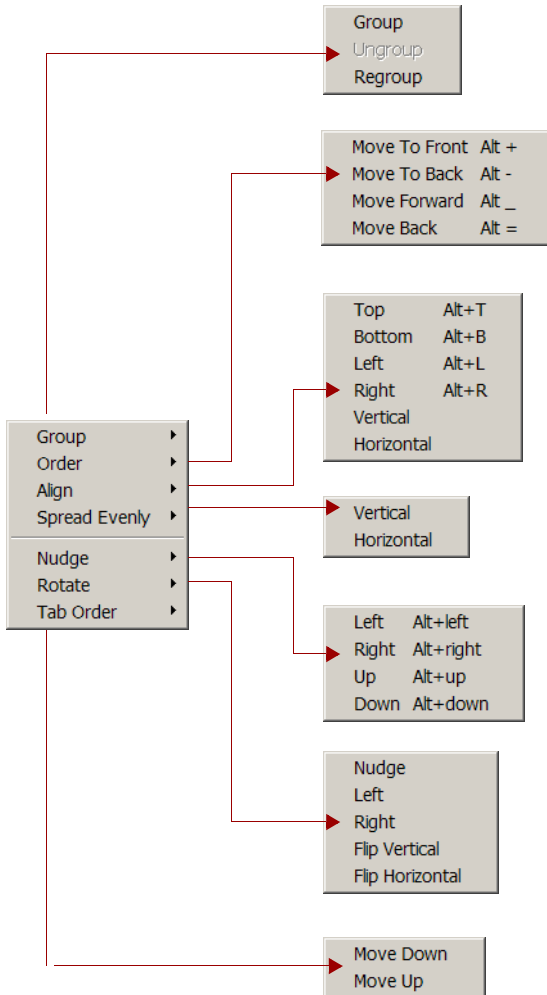 Group
Ungroup
Regroup
Move To Front Alt +
Move To Back Alt -
Move Forward Alt _
Move Back Alt =
Top Alt+T
Bottom Alt+B
Left Alt+L
Right Alt+R
Vertical
Horizontal
Group
Order
Align
Spread Evenly
Nudge
Rotate
Tab Order
Vertical
Horizontal
Left Alt+left
Right Alt+right
Up Alt+up
Down Alt+down
Nudge
Left
Right
Flip Vertical
Flip Horizontal
Move Down
Move Up